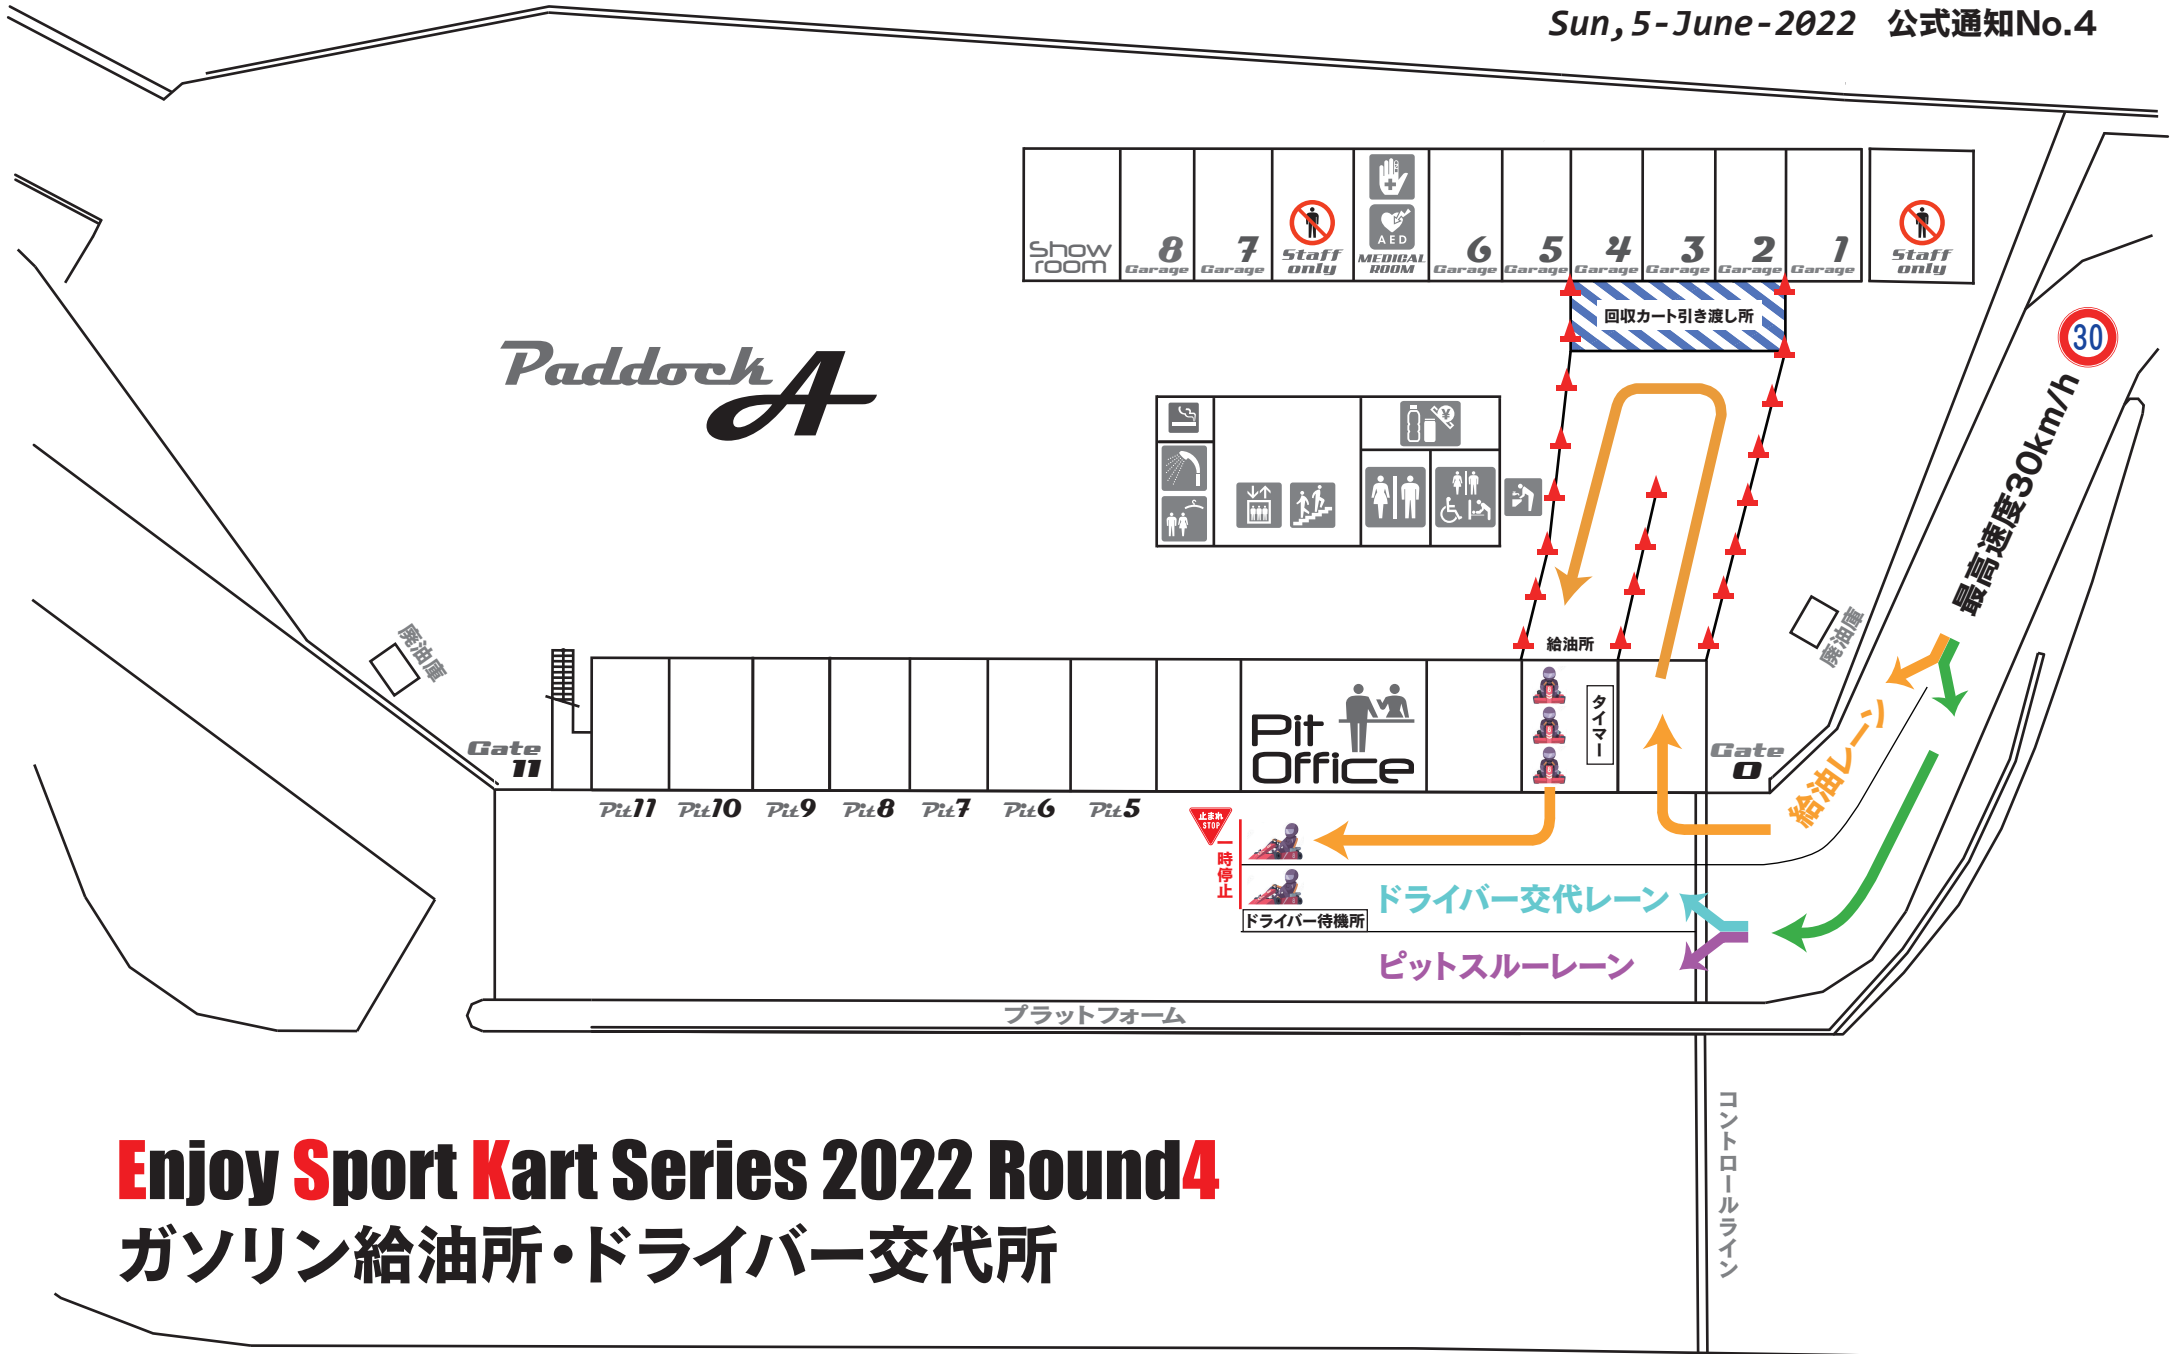 Sun, 5-June-2022 公式通知No.4
Show room
8 Garage
7 Garage
Staff only
AED
MEDICAL ROOM
6 Garage
5 Garage
4 Garage
3 Garage
2 Garage
1 Garage
Staff only
回収カート引き渡し所
30
最高速度30km/h
Paddock A
¥
廃油庫
廃油庫
給油所
タイマー
Pit Office
Gate 11
Gate 0
給油レーン
Pit11
Pit10
Pit9
Pit8
Pit7
Pit6
Pit5
止まれ
STOP
一時停止
ドライバー交代レーン
ドライバー待機所
ピットスルーレーン
プラットフォーム
コントロールライン
Enjoy Sport Kart Series 2022 Round4
ガソリン給油所・ドライバー交代所